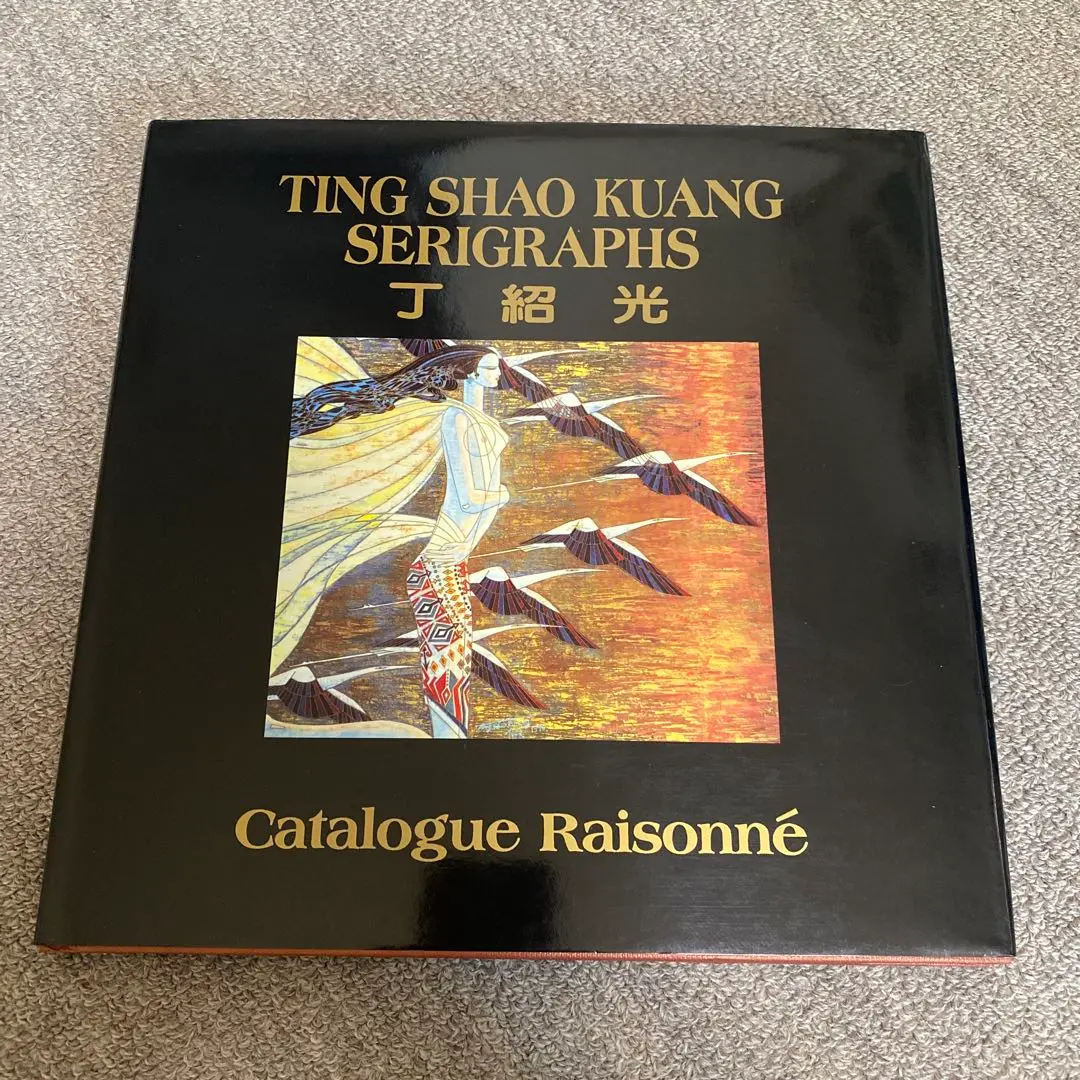 TING SHAO KUANG
SERIGRAPHS
丁 紹 光
Catalogue Raisonné